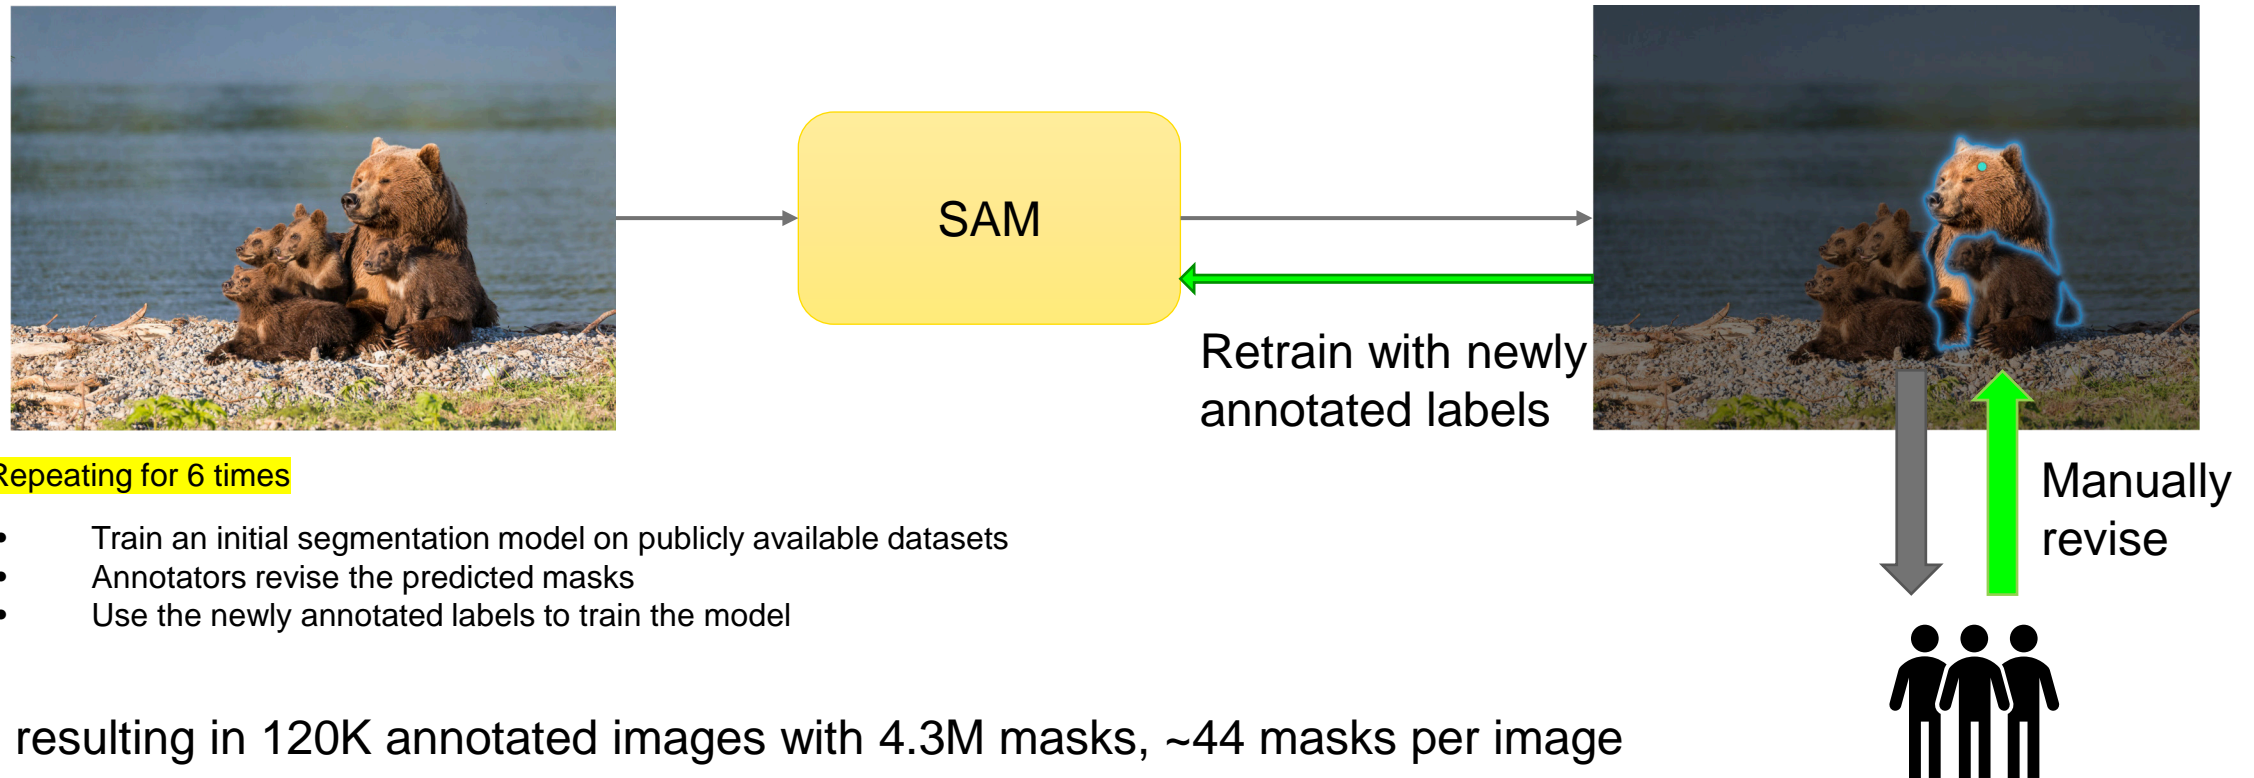 SAM
Retrain with newly
annotated labels
Repeating for 6 times
Manually
revise
• Train an initial segmentation model on publicly available datasets
• Annotators revise the predicted masks
• Use the newly annotated labels to train the model
resulting in 120K annotated images with 4.3M masks, ~44 masks per image